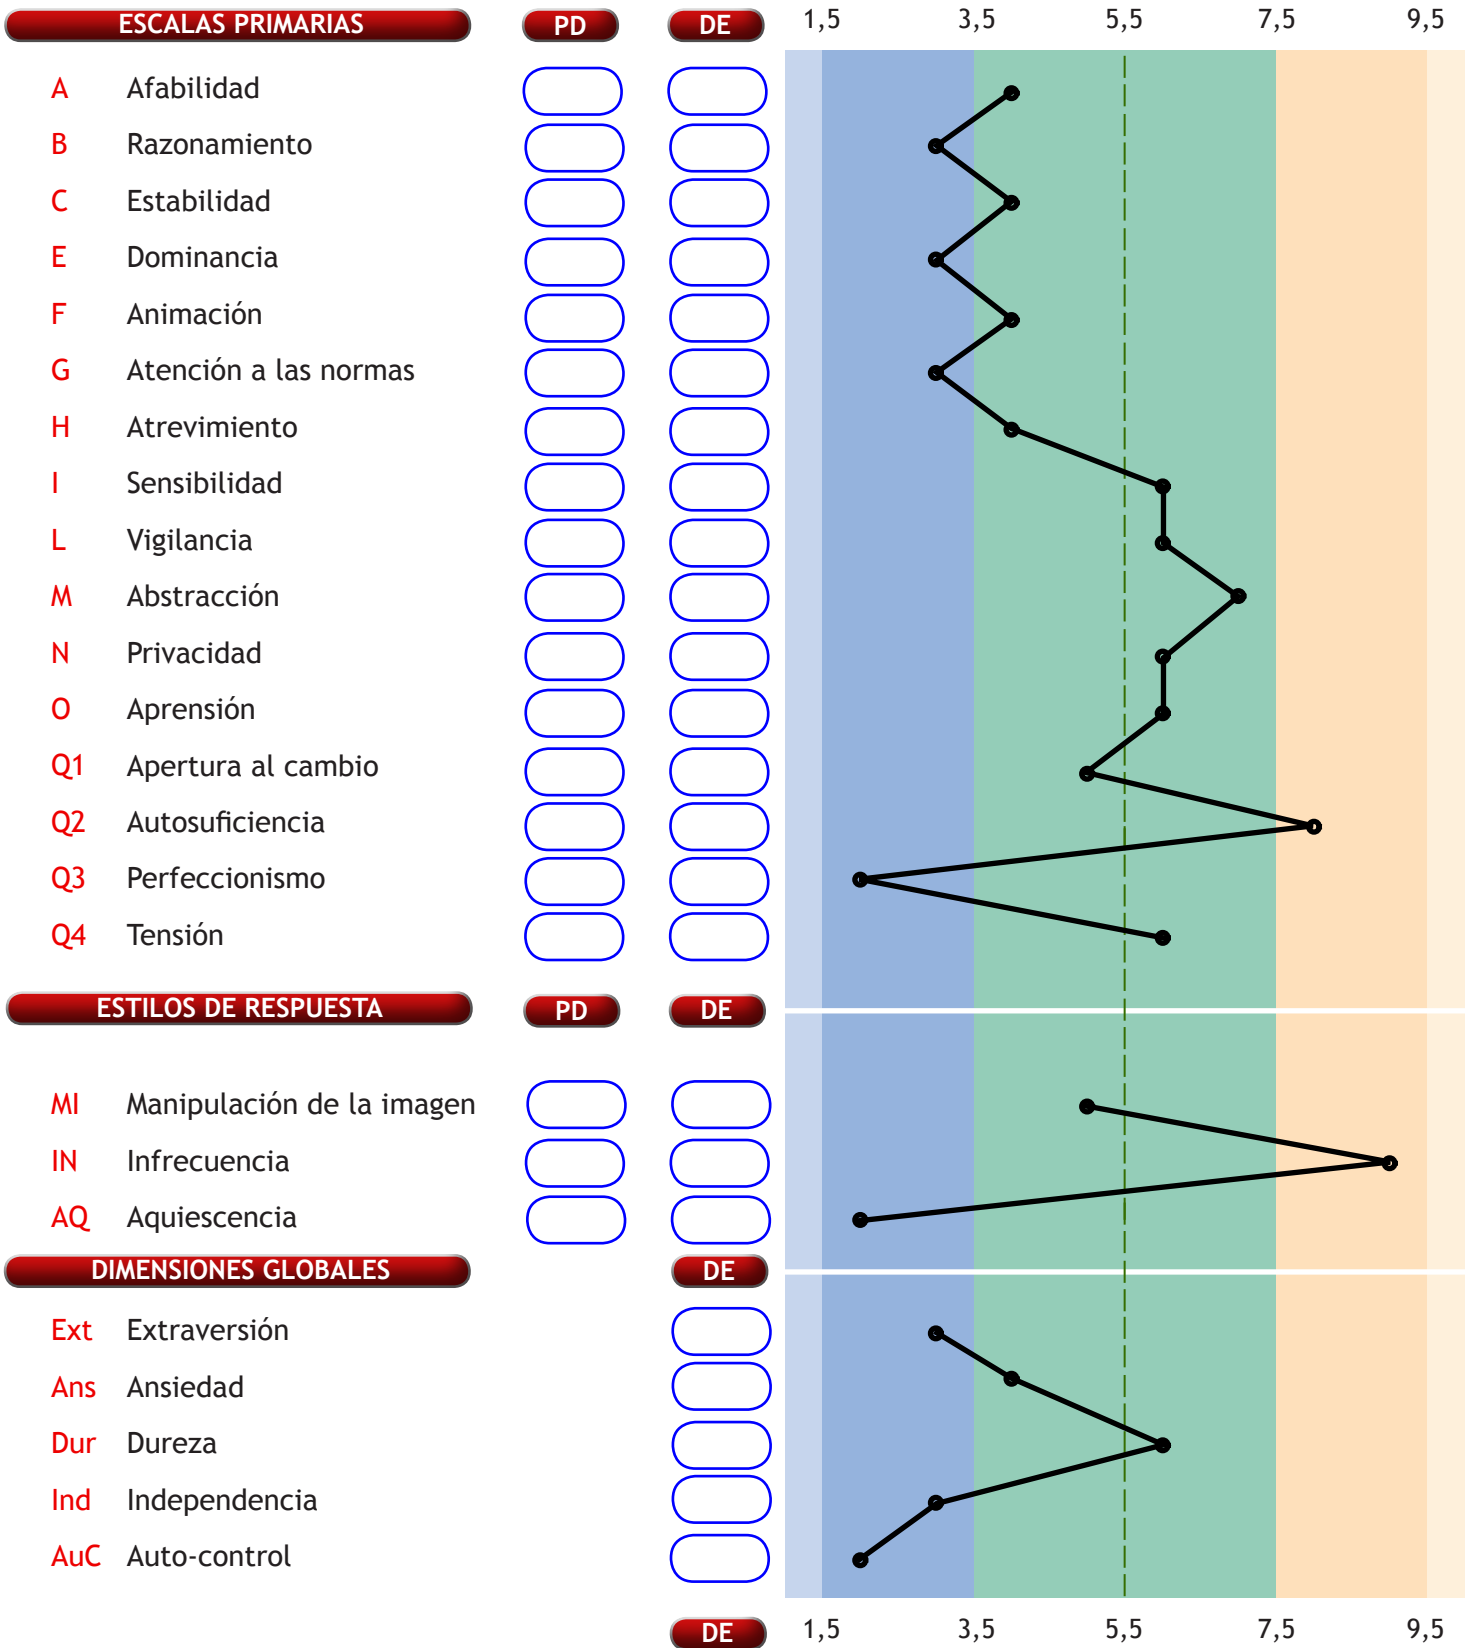 ESCALAS PRIMARIAS PD DE 1,5 3,5 5,5 7,5 9,5
A Afabilidad
B Razonamiento
C Estabilidad
E Dominancia
F Animación
G Atención a las normas
H Atrevimiento
I Sensibilidad
L Vigilancia
M Abstracción
N Privacidad
O Aprensión
Q1 Apertura al cambio
Q2 Autosuficiencia
Q3 Perfeccionismo
Q4 Tensión
ESTILOS DE RESPUESTA PD DE
MI Manipulación de la imagen
IN Infrecuencia
AQ Aquiescencia
DIMENSIONES GLOBALES DE
Ext Extraversión
Ans Ansiedad
Dur Dureza
Ind Independencia
AuC Auto-control
DE 1,5 3,5 5,5 7,5 9,5